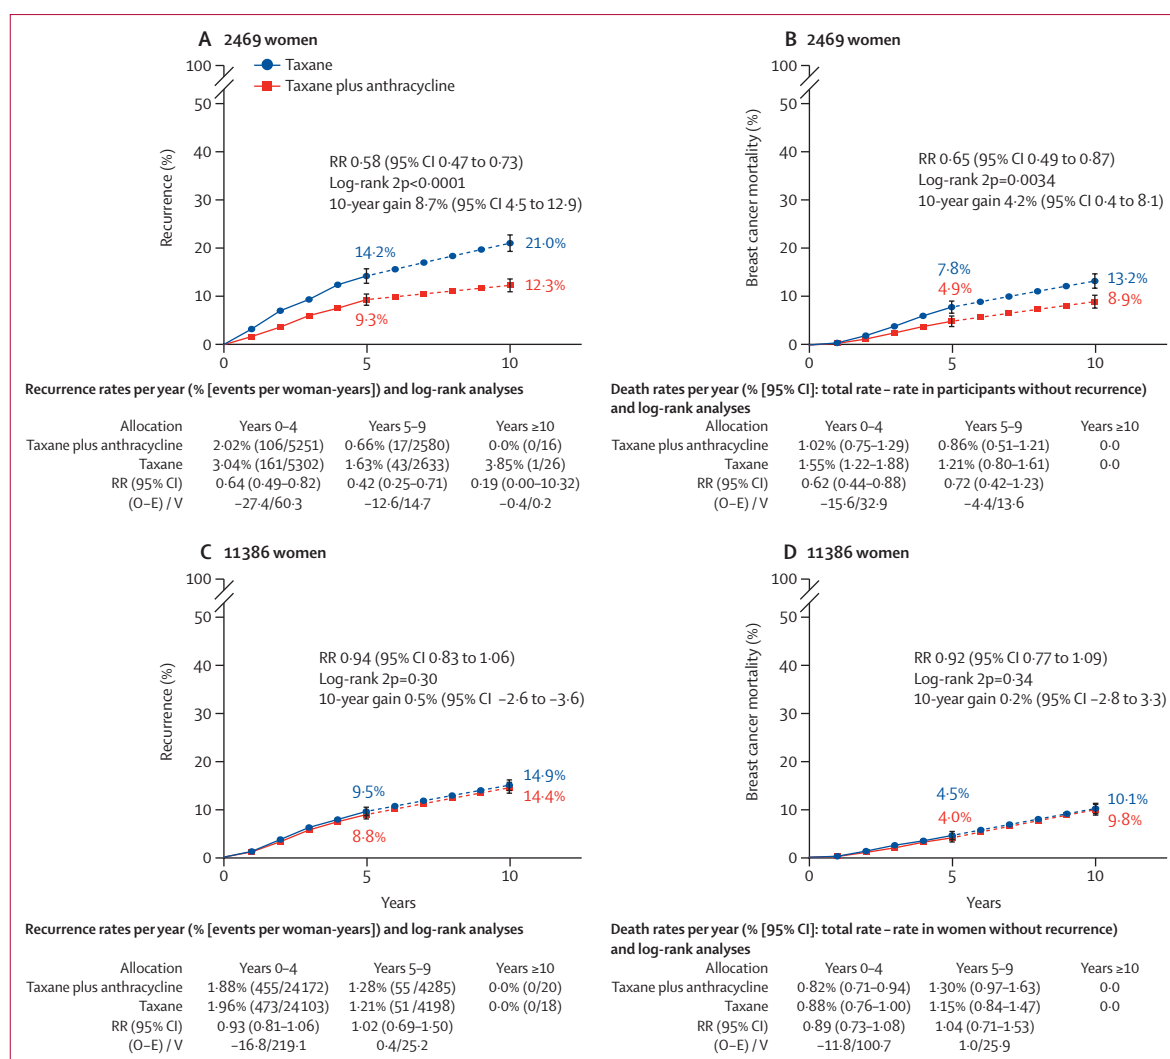 A 2469 women
100
50
40
30
20
10
0
Recurrence (%)
Taxane
Taxane plus anthracycline
RR 0·58 (95% CI 0·47 to 0·73)
Log-rank 2p<0·0001
10-year gain 8·7% (95% CI 4·5 to 12·9)
14·2%
21·0%
9·3%
12·3%
0 5 10
Recurrence rates per year (% [events per woman-years]) and log-rank analyses
Allocation Years 0–4 Years 5–9 Years ≥10
Taxane plus anthracycline 2·02% (106/5251) 0·66% (17/2580) 0·0% (0/16)
Taxane 3·04% (161/5302) 1·63% (43/2633) 3·85% (1/26)
RR (95% CI) 0·64 (0·49–0·82) 0·42 (0·25–0·71) 0·19 (0·00–10·32)
(O–E) / V –27·4/60·3 –12·6/14·7 –0·4/0·2
B 2469 women
100
50
40
30
20
10
0
Breast cancer mortality (%)
RR 0·65 (95% CI 0·49 to 0·87)
Log-rank 2p=0·0034
10-year gain 4·2% (95% CI 0·4 to 8·1)
7·8%
4·9%
13·2%
8·9%
0 5 10
Death rates per year (% [95% CI]: total rate – rate in participants without recurrence)
and log-rank analyses
Allocation Years 0–4 Years 5–9 Years ≥10
Taxane plus anthracycline 1·02% (0·75–1·29) 0·86% (0·51–1·21) 0·0
Taxane 1·55% (1·22–1·88) 1·21% (0·80–1·61) 0·0
RR (95% CI) 0·62 (0·44–0·88) 0·72 (0·42–1·23)
(O–E) / V –15·6/32·9 –4·4/13·6
C 11386 women
100
50
40
30
20
10
0
Recurrence (%)
RR 0·94 (95% CI 0·83 to 1·06)
Log-rank 2p=0·30
10-year gain 0·5% (95% CI –2·6 to –3·6)
9·5%
14·9%
8·8%
14·4%
0 5 10
Years
Recurrence rates per year (% [events per woman-years]) and log-rank analyses
Allocation Years 0–4 Years 5–9 Years ≥10
Taxane plus anthracycline 1·88% (455/24172) 1·28% (55 /4285) 0·0% (0/20)
Taxane 1·96% (473/24103) 1·21% (51 /4198) 0·0% (0/18)
RR (95% CI) 0·93 (0·81–1·06) 1·02 (0·69–1·50)
(O–E) / V –16·8/219·1 0·4/25·2
D 11386 women
100
50
40
30
20
10
0
Breast cancer mortality (%)
RR 0·92 (95% CI 0·77 to 1·09)
Log-rank 2p=0·34
10-year gain 0·2% (95% CI –2·8 to 3·3)
4·5%
4·0%
10·1%
9·8%
0 5 10
Years
Death rates per year (% [95% CI]: total rate – rate in women without recurrence)
and log-rank analyses
Allocation Years 0–4 Years 5–9 Years ≥10
Taxane plus anthracycline 0·82% (0·71–0·94) 1·30% (0·97–1·63) 0·0
Taxane 0·88% (0·76–1·00) 1·15% (0·84–1·47) 0·0
RR (95% CI) 0·89 (0·73–1·08) 1·04 (0·71–1·53)
(O–E) / V –11·8/100·7 1·0/25·9